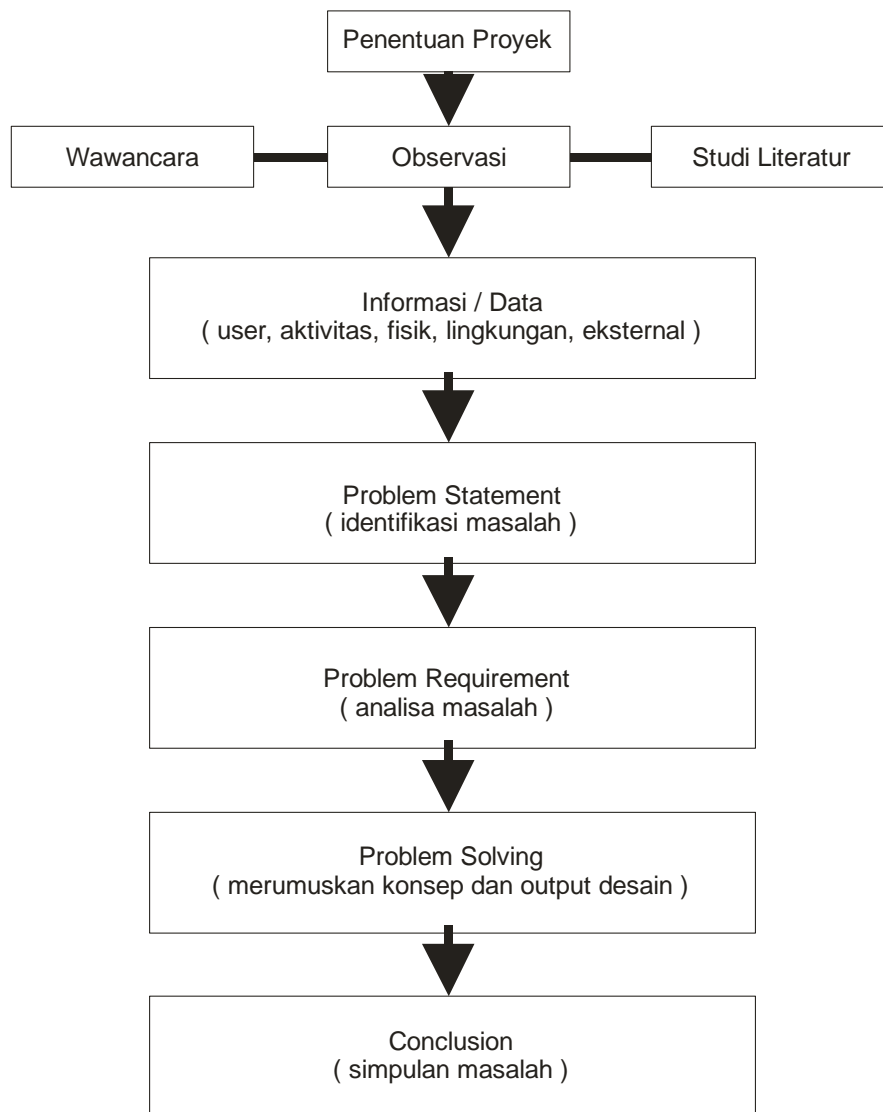 Penentuan Proyek
Wawancara
Observasi
Studi Literatur
Informasi / Data
( user, aktivitas, fisik, lingkungan, eksternal )
Problem Statement
( identifikasi masalah )
Problem Requirement
( analisa masalah )
Problem Solving
( merumuskan konsep dan output desain )
Conclusion
( simpulan masalah )